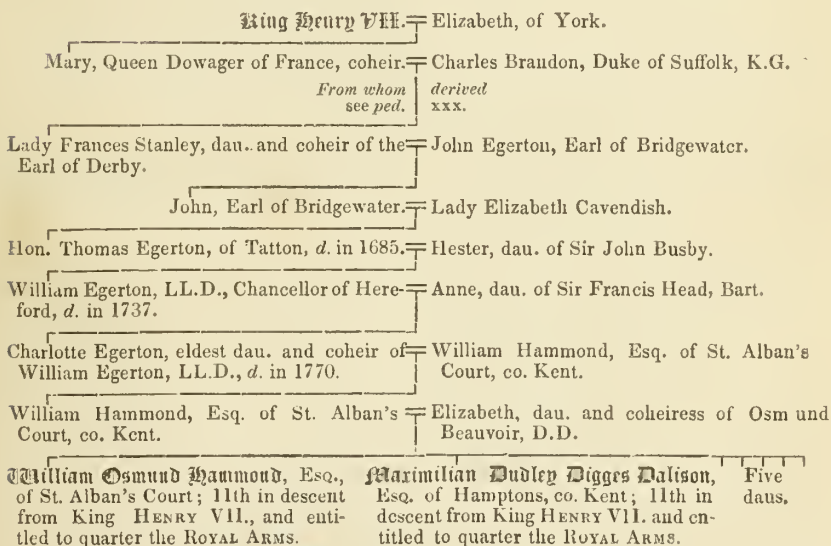 King Henry VII. = Elizabeth, of York.
Mary, Queen Dowager of France, coheir. = Charles Brandon, Duke of Suffolk, K.G.
From whom derived
see ped. xxx.
Lady Frances Stanley, dau. and coheir of the = John Egerton, Earl of Bridgewater.
Earl of Derby.
John, Earl of Bridgewater. = Lady Elizabeth Cavendish.
Hon. Thomas Egerton, of Tatton, d. in 1685. = Hester, dau. of Sir John Busby.
William Egerton, LL.D., Chancellor of Here- = Anne, dau. of Sir Francis Head, Bart.
ford, d. in 1737.
Charlotte Egerton, eldest dau. and coheir of = William Hammond, Esq. of St. Alban's
William Egerton, LL.D., d. in 1770. Court, co. Kent.
William Hammond, Esq. of St. Alban's = Elizabeth, dau. and coheiress of Osmund
Court, co. Kent. Beauvoir, D.D.
William Osmund Hammond, Esq., Maximilian Dudley Digges Dalison, Five
of St. Alban's Court; 11th in descent Esq. of Hamptons, co. Kent; 11th in daus.
from King HENRY VII., and enti- descent from King HENRY VII. and en-
tled to quarter the ROYAL ARMS. titled to quarter the ROYAL ARMS.